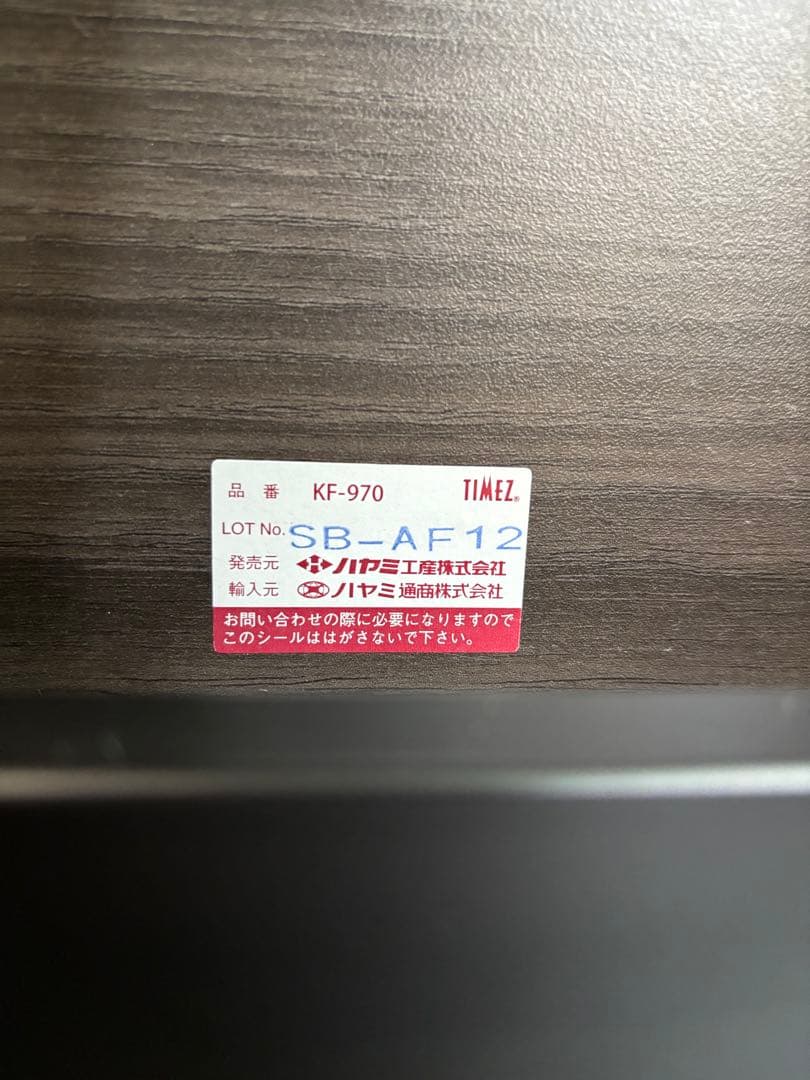 品番 KF-970 TIMEZ®
LOT No. SB-AF12
発売元 ハヤミ工産株式会社
輸入元 ハヤミ通商株式会社
お問い合わせの際に必要になりますので
このシールははがさないで下さい。